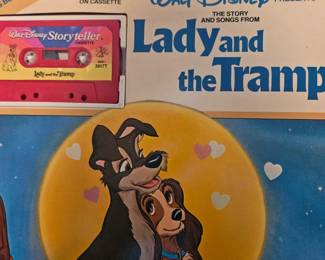 ON CASSETTE
WALT DISNEY
THE STORY
AND SONGS FROM
Lady and
the Tramp
Walt Disney Storyteller
CASSETTE
Lady and the Tramp